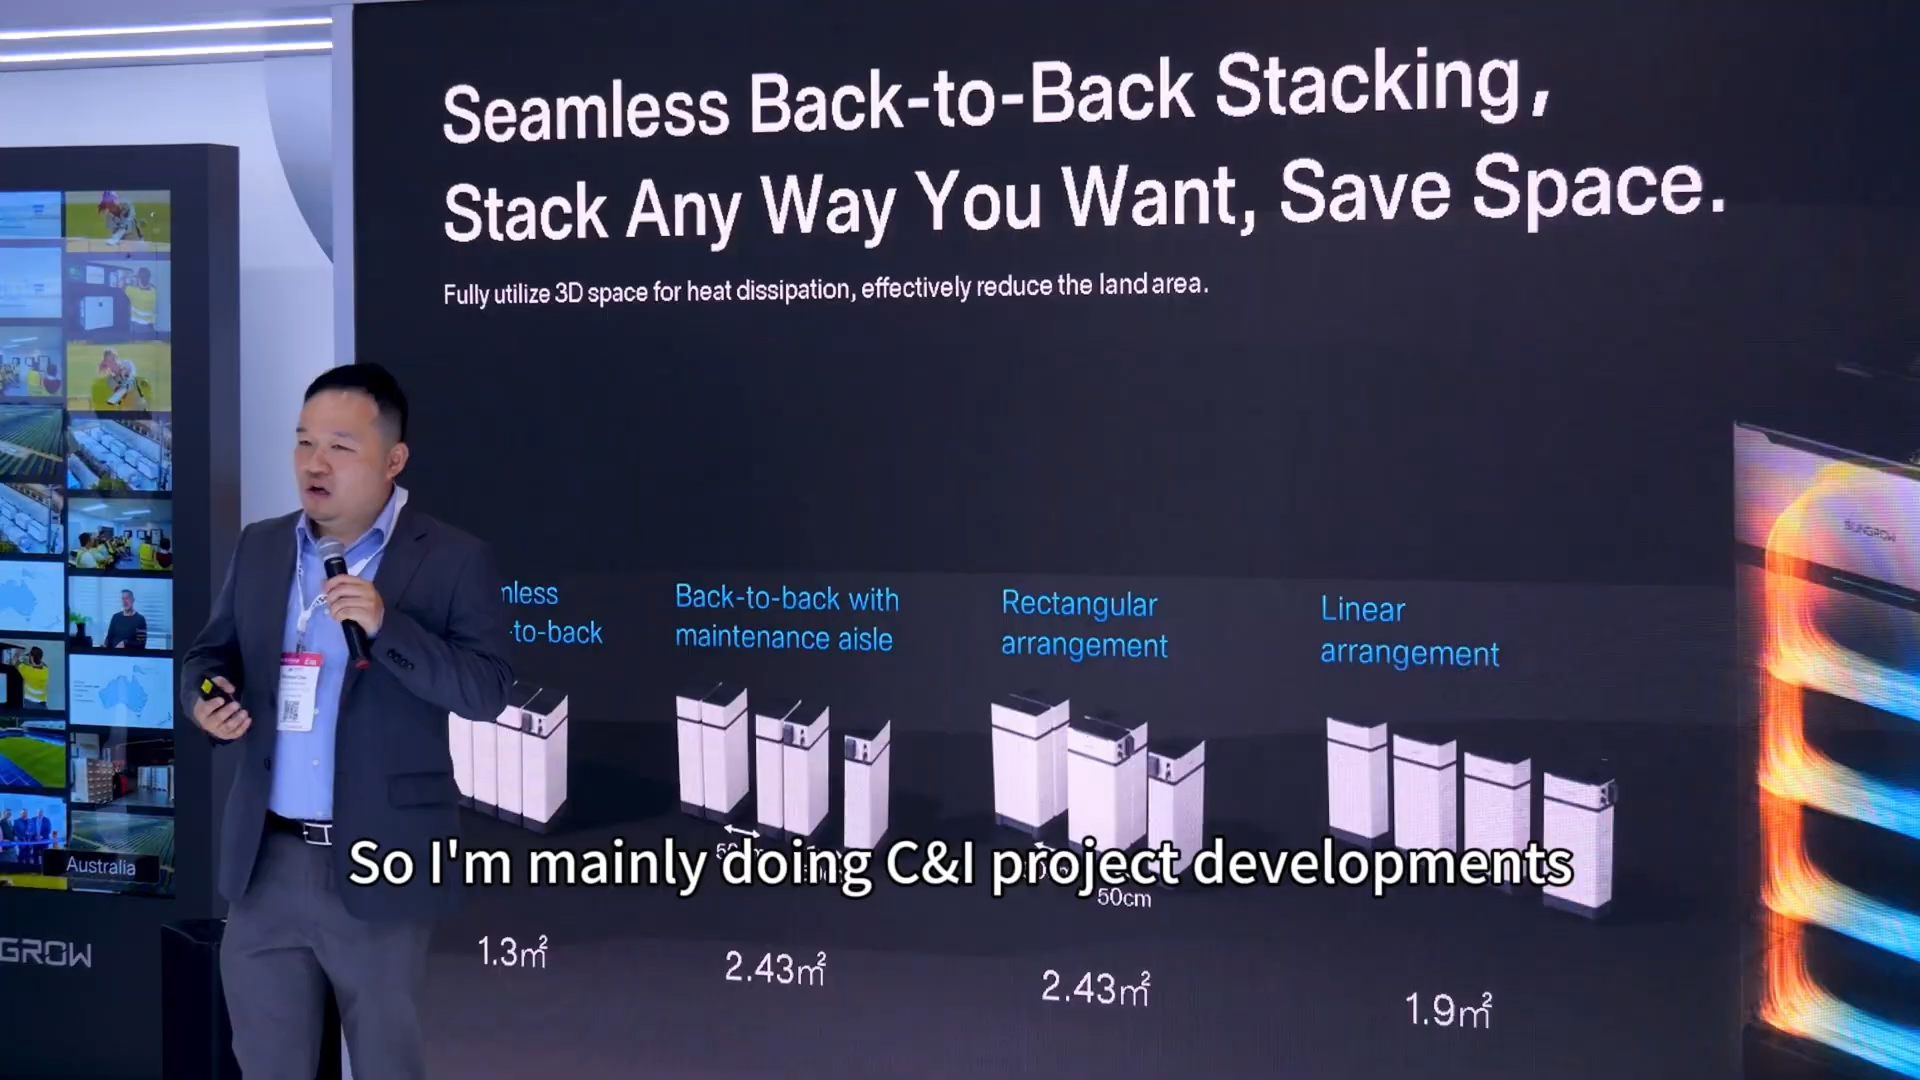 Seamless Back-to-Back Stacking,
Stack Any Way You Want, Save Space.
Fully utilize 3D space for heat dissipation, effectively reduce the land area.
nless
-to-back
Back-to-back with
maintenance aisle
Rectangular
arrangement
Linear
arrangement
SUNGROW
So I'm mainly doing C&I project developments
50cm
1.3㎡
2.43㎡
2.43㎡
1.9㎡
Australia
GROW